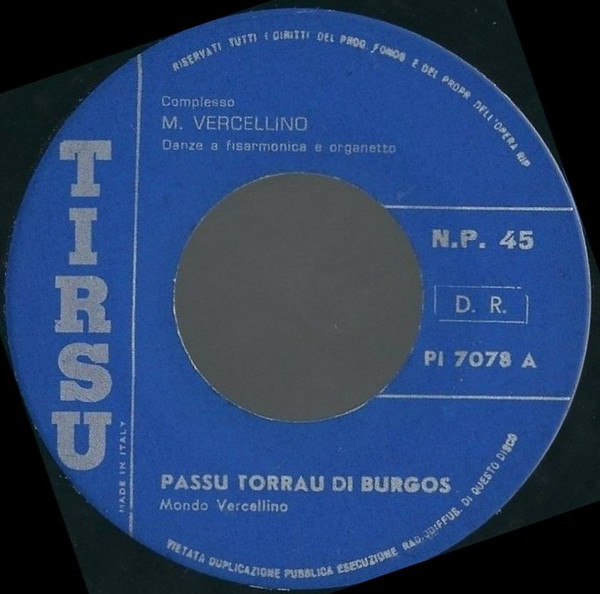 RISERVATI TUTTI I DIRITTI DEL PROD. FONOG. E DEL PROPR. DELL'OPERA RIP.
Complesso
M. VERCELLINO
Danze a fisarmonica e organetto
TIRSU
MADE IN ITALY
N.P. 45
D. R.
PI 7078 A
PASSU TORRAU DI BURGOS
Mondo Vercellino
VIETATA DUPLICAZIONE PUBBLICA ESECUZIONE RADIODIFFUS. DI QUESTO DISCO